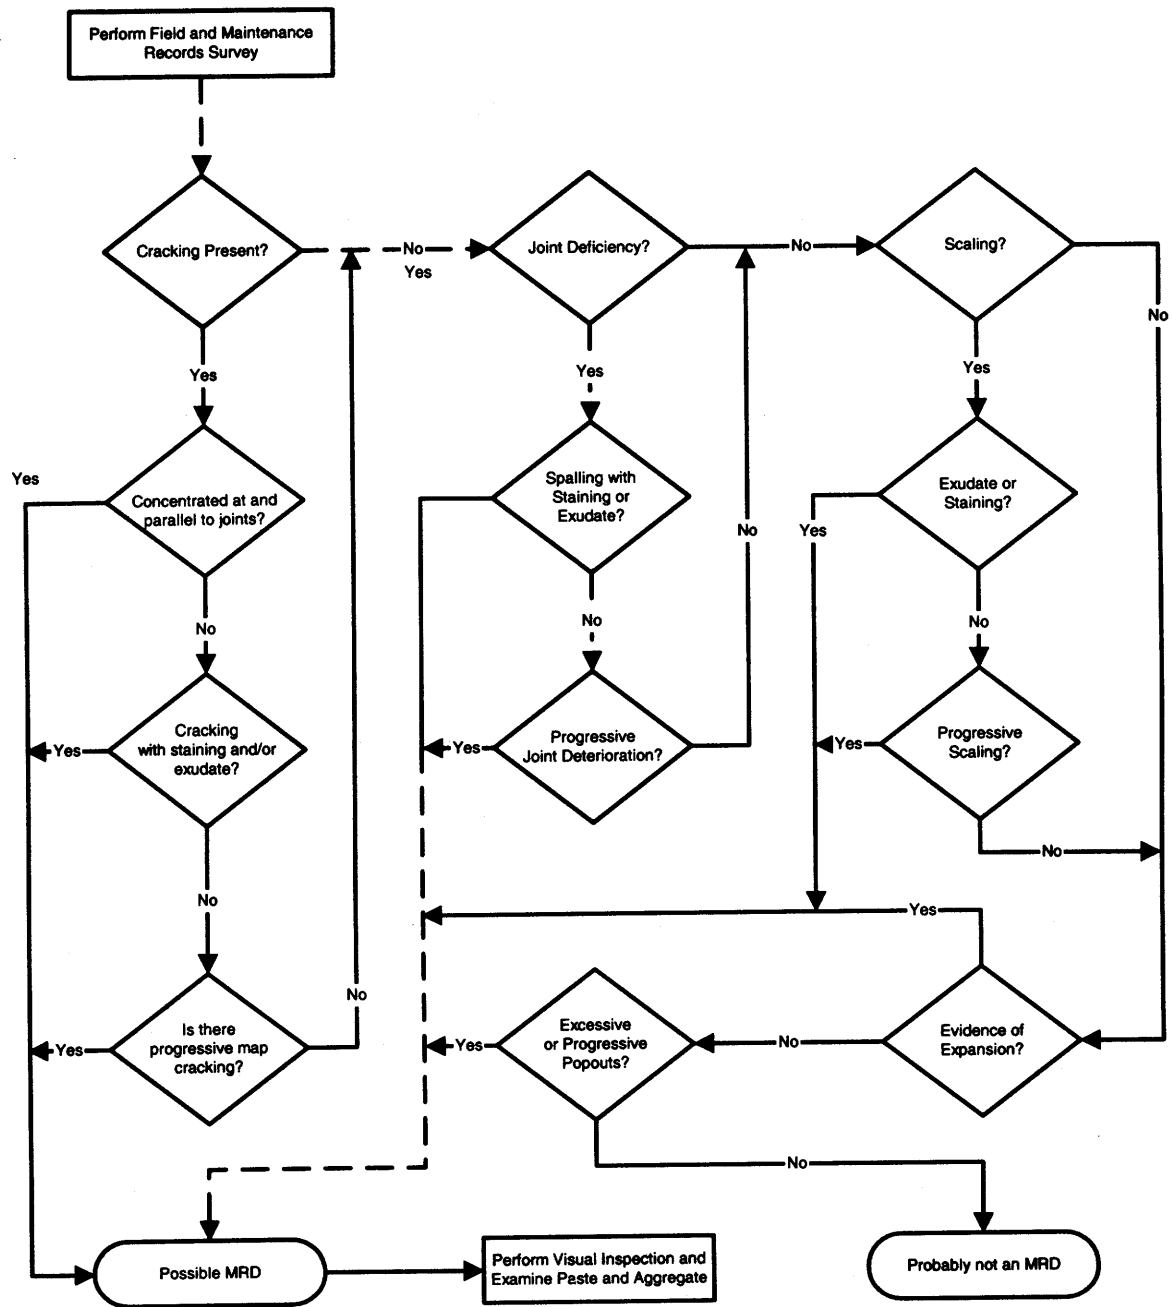 Perform Field and Maintenance
Records Survey
Cracking Present?
No
Yes
Joint Deficiency?
No
Scaling?
No
Yes
Yes
Yes
Yes
Concentrated at and
parallel to joints?
Spalling with
Staining or
Exudate?
No
Exudate or
Staining?
Yes
No
No
No
Yes
Cracking
with staining and/or
exudate?
Yes
Progressive
Joint Deterioration?
Yes
Progressive
Scaling?
No
No
Yes
No
Yes
Is there
progressive map
cracking?
Yes
Excessive
or Progressive
Popouts?
No
Evidence of
Expansion?
No
Possible MRD
Perform Visual Inspection and
Examine Paste and Aggregate
Probably not an MRD